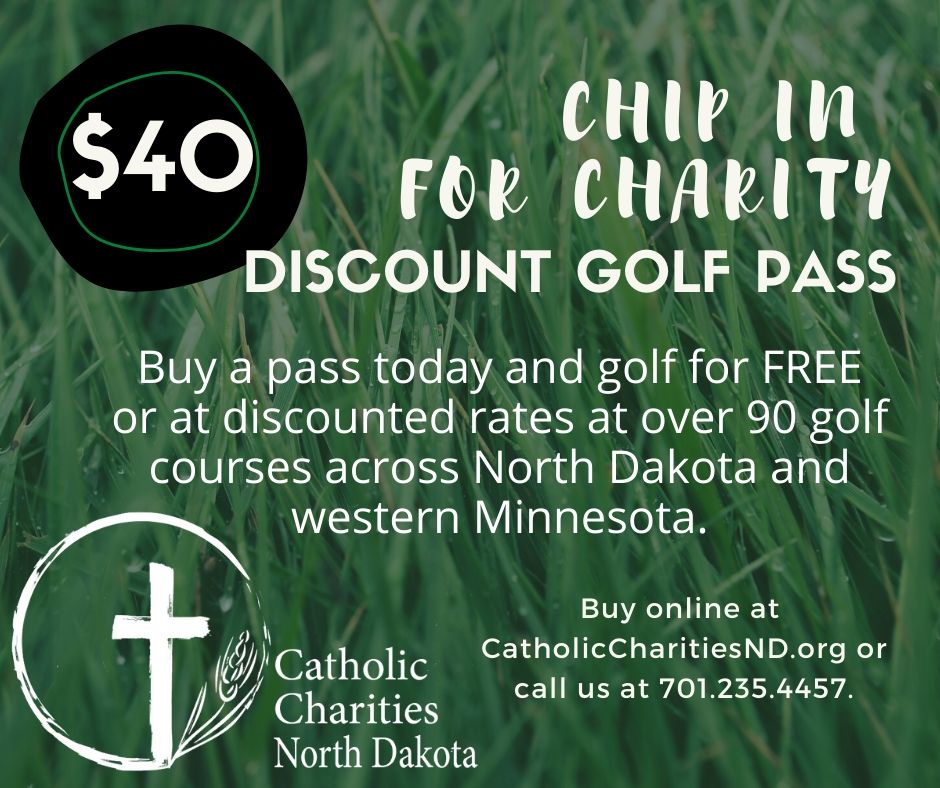 $40
CHIP IN
FOR CHARITY
DISCOUNT GOLF PASS
Buy a pass today and golf for FREE
or at discounted rates at over 90 golf
courses across North Dakota and
western Minnesota.
Buy online at
CatholicCharitiesND.org or
call us at 701.235.4457.
Catholic
Charities
North Dakota